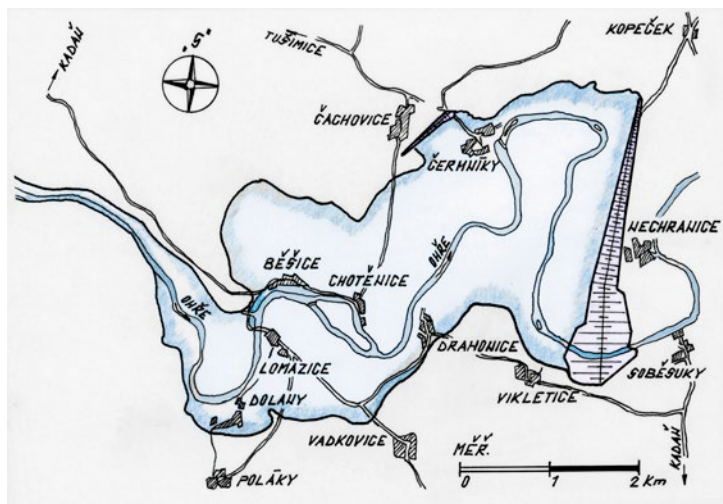 KOPEČEK
.S.
TUŠIMICE
KADAŇ
ČACHOVICE
ČERMNÍKY
NECHRANICE
OHŘE
BĚŠICE
CHOTĚNICE
OHŘE
DRAHONICE
LOMAZICE
SOBĚSUKY
VIKLETICE
DOLANY
VADKOVICE
MĚŘ.
KADAŇ
POLÁKY
0 1 2 Km